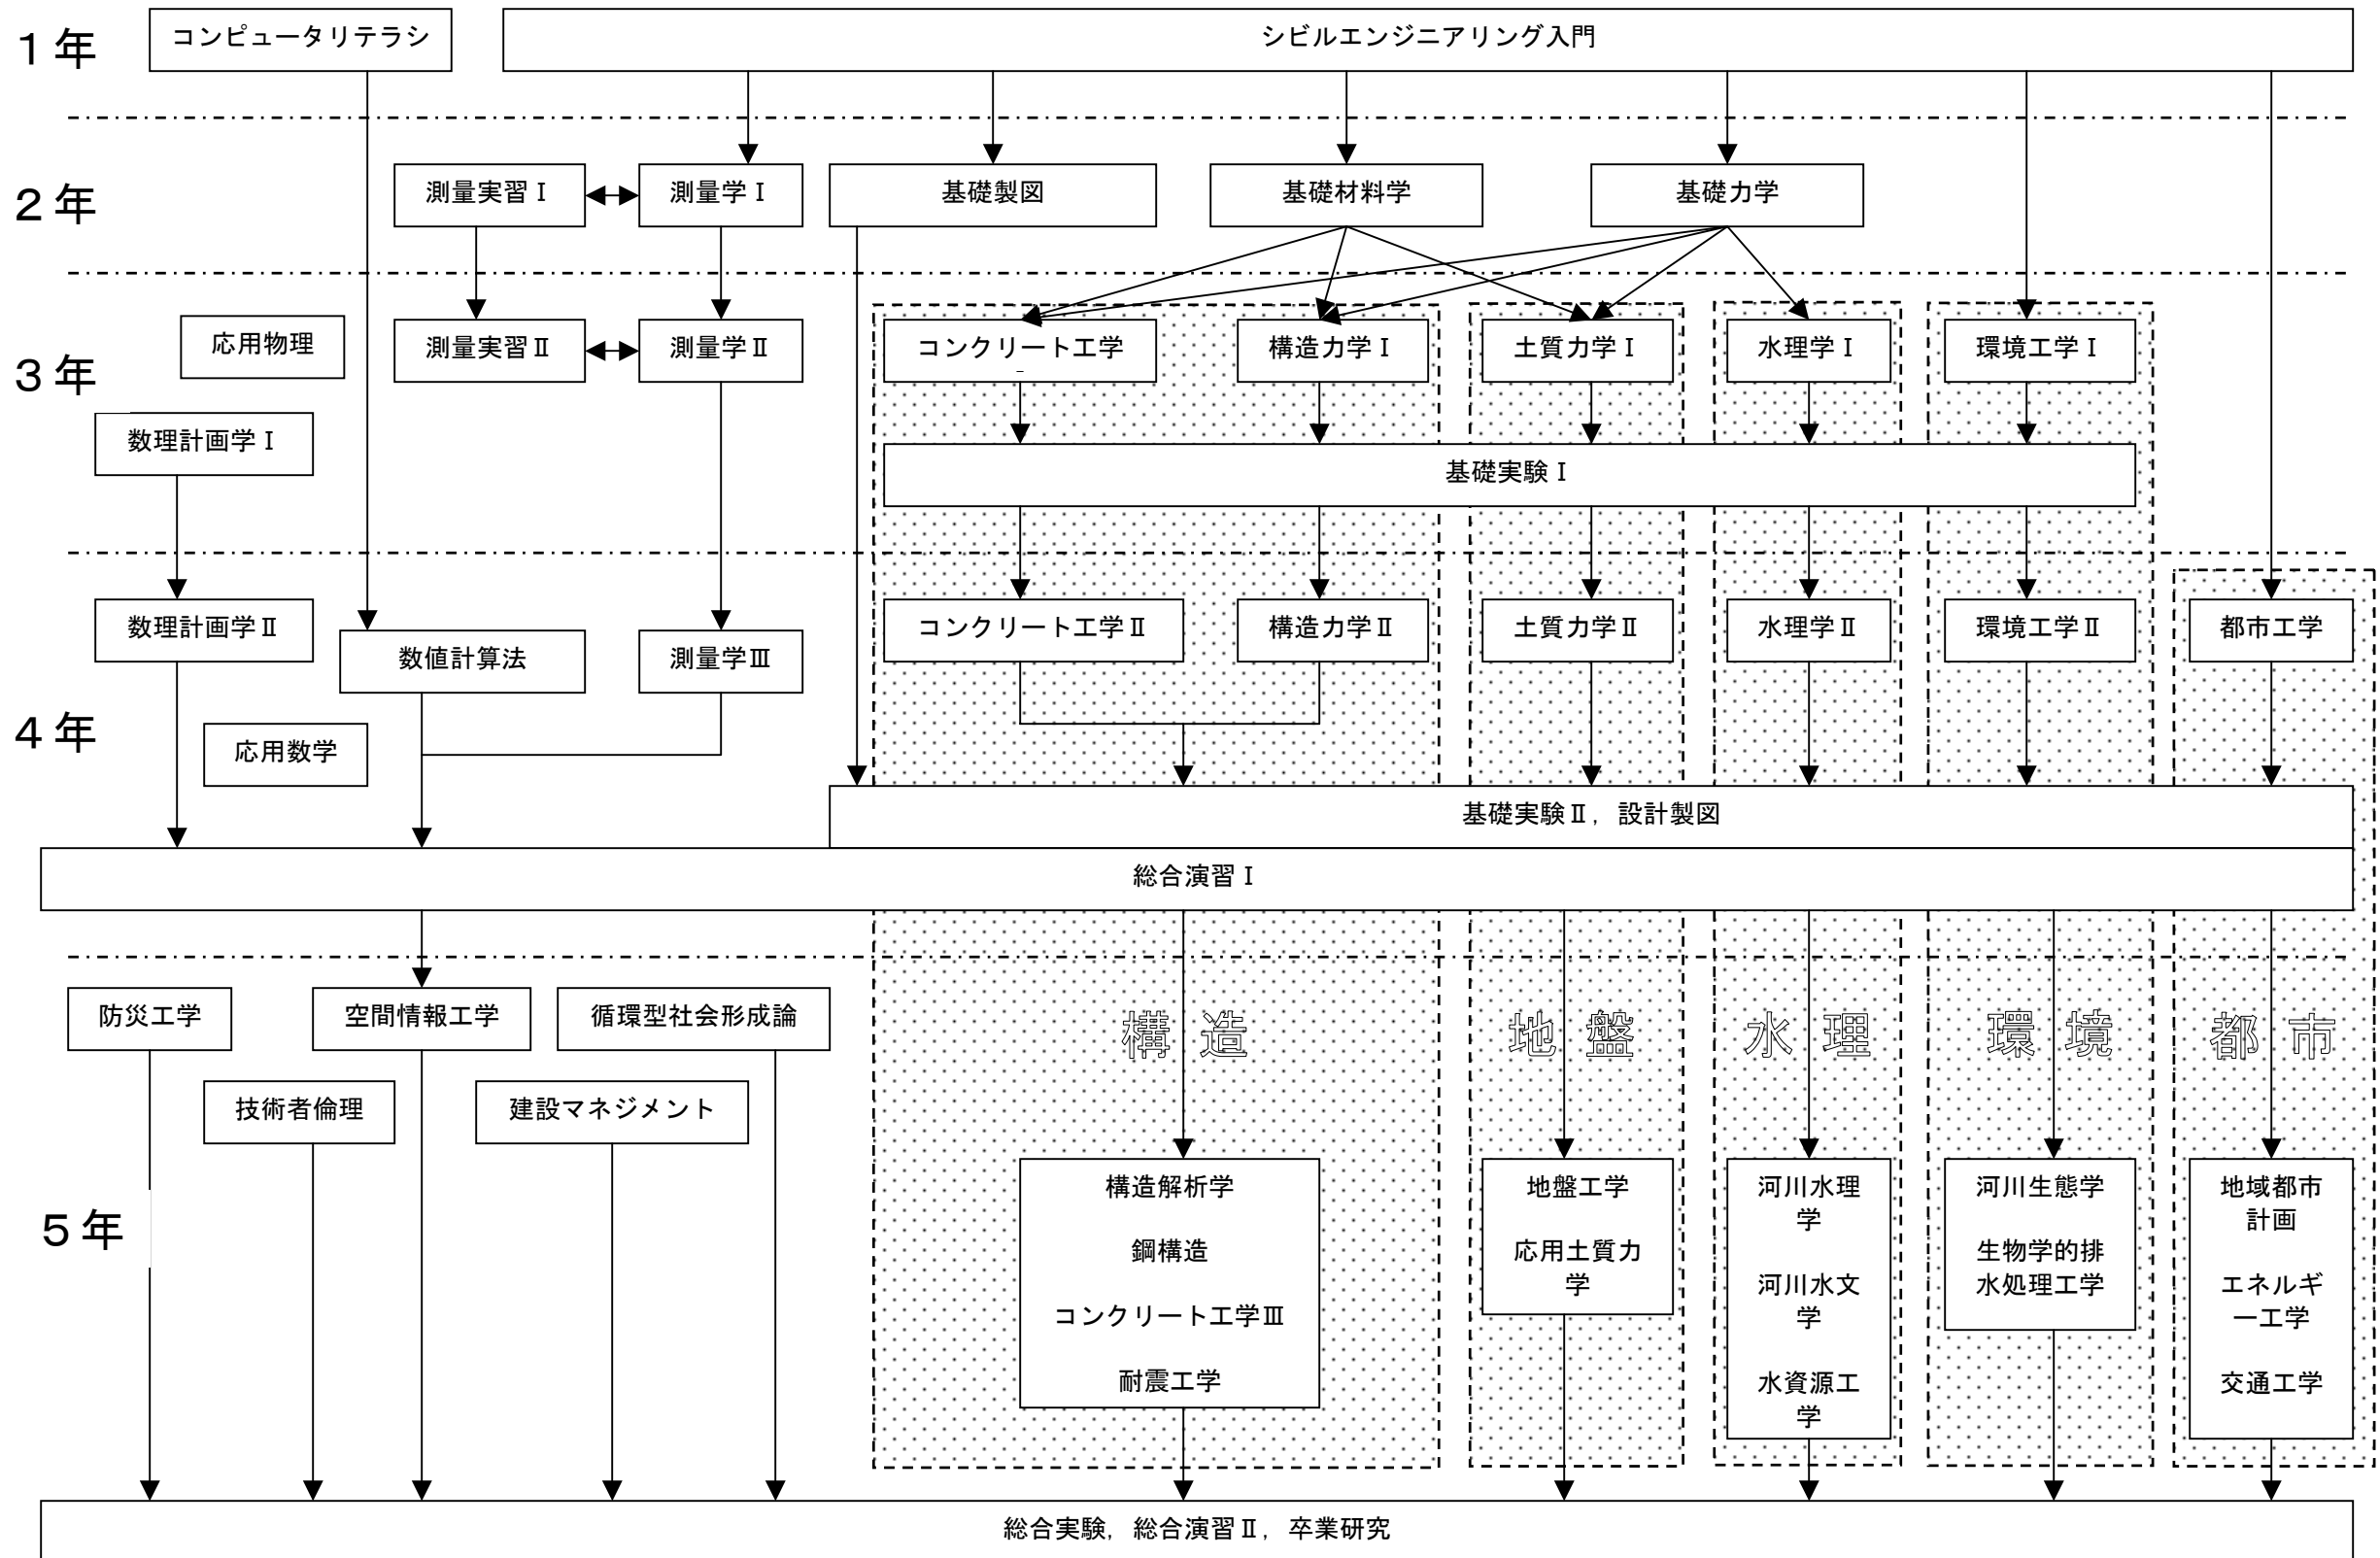 １年
コンピュータリテラシ
シビルエンジニアリング入門
２年
測量実習Ⅰ
測量学Ⅰ
基礎製図
基礎材料学
基礎力学
３年
応用物理
測量実習Ⅱ
測量学Ⅱ
コンクリート工学
構造力学Ⅰ
土質力学Ⅰ
水理学Ⅰ
環境工学Ⅰ
数理計画学Ⅰ
基礎実験Ⅰ
４年
数理計画学Ⅱ
数値計算法
測量学Ⅲ
コンクリート工学Ⅱ
構造力学Ⅱ
土質力学Ⅱ
水理学Ⅱ
環境工学Ⅱ
都市工学
応用数学
基礎実験Ⅱ，設計製図
総合演習Ⅰ
５年
防災工学
空間情報工学
循環型社会形成論
構 造
地 盤
水 理
環 境
都 市
技術者倫理
建設マネジメント
構造解析学
鋼構造
コンクリート工学Ⅲ
耐震工学
地盤工学
応用土質力
学
河川水理
学
河川水文
学
水資源工
学
河川生態学
生物学的排
水処理工学
地域都市
計画
エネルギ
ー工学
交通工学
総合実験，総合演習Ⅱ，卒業研究